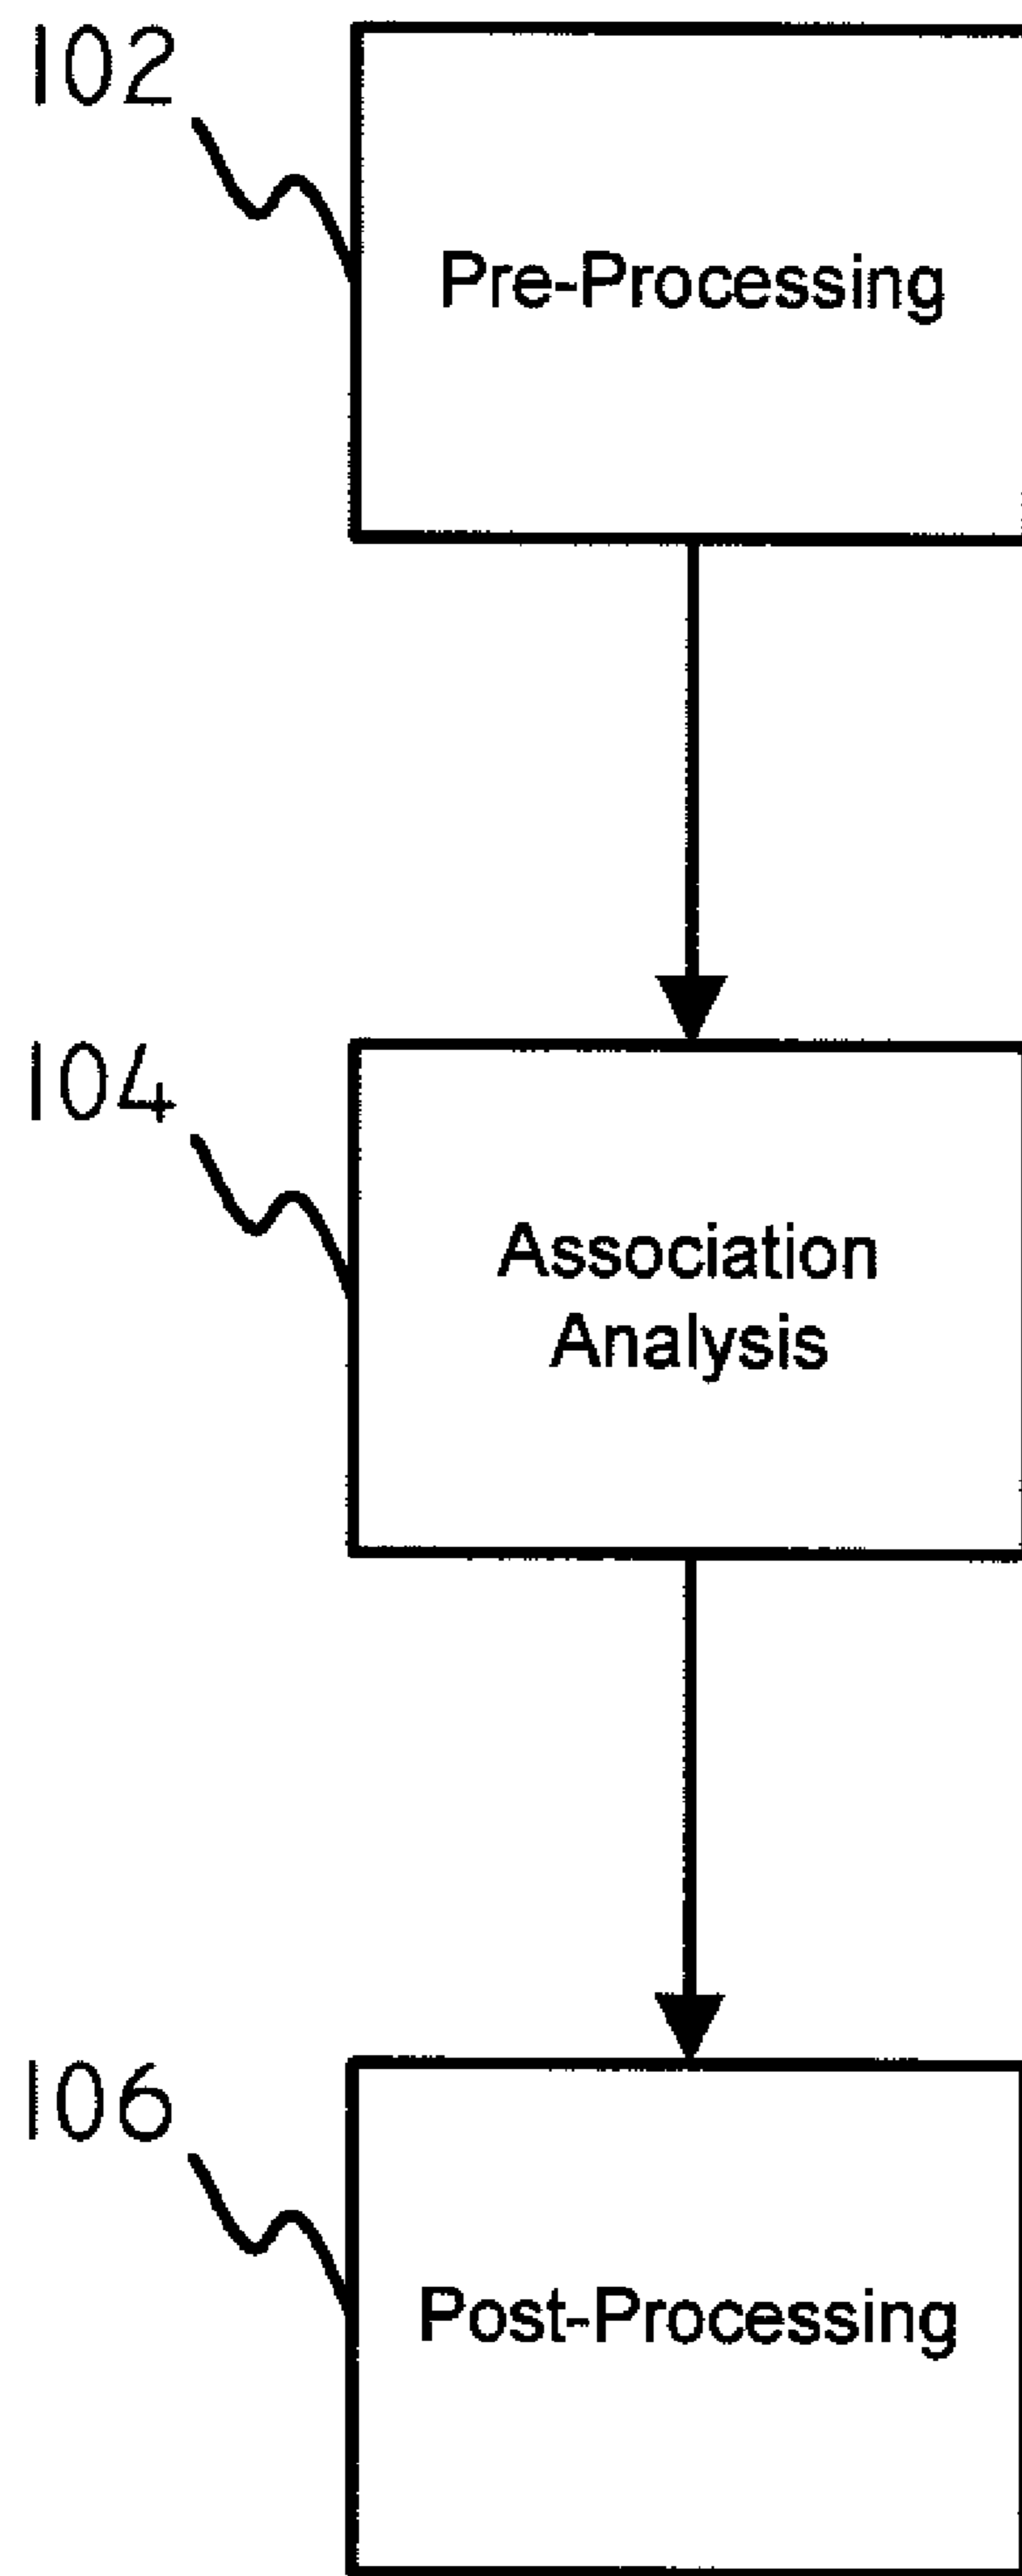 102
Pre-Processing
104
Association
Analysis
106
Post-Processing